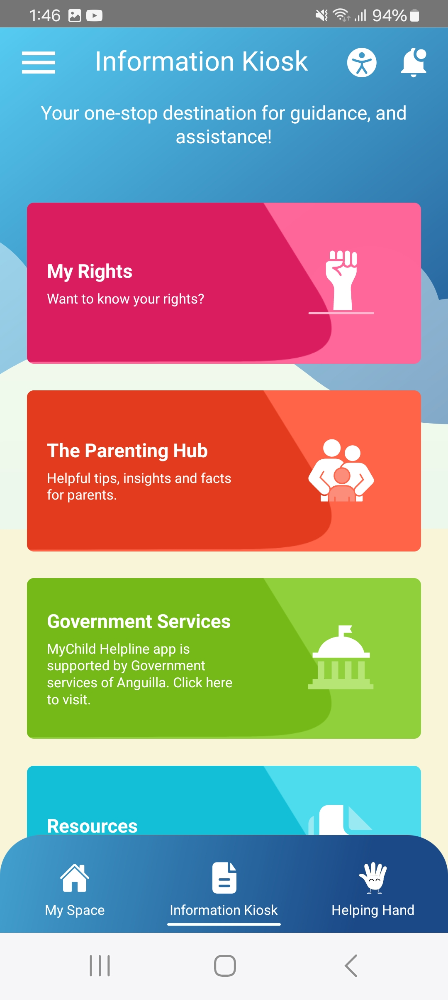 1:46
94%
Information Kiosk
Your one-stop destination for guidance, and
assistance!
My Rights
Want to know your rights?
The Parenting Hub
Helpful tips, insights and facts
for parents.
Government Services
MyChild Helpline app is
supported by Government
services of Anguilla. Click here
to visit.
Resources
My Space
Information Kiosk
Helping Hand